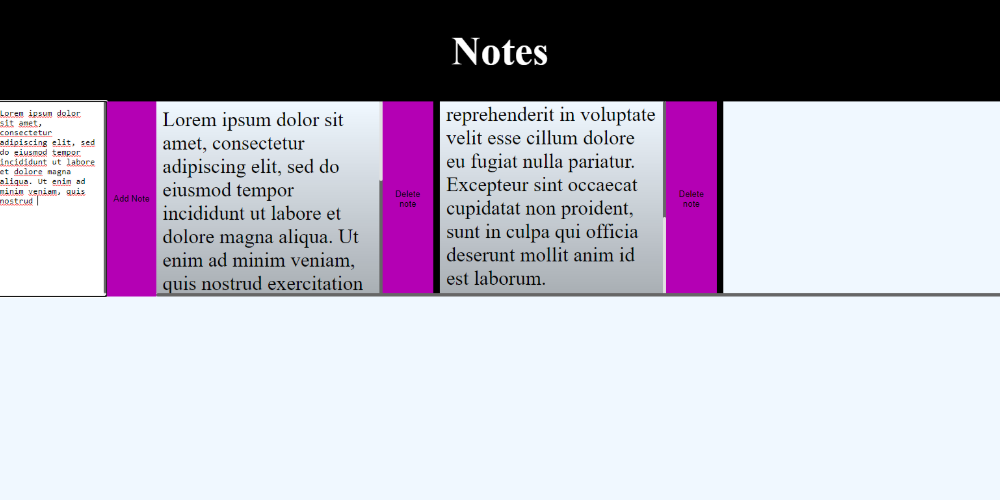 Notes
Lorem ipsum dolor
sit amet,
consectetur
adipiscing elit, sed
do eiusmod tempor
incididunt ut labore
et dolore magna
aliqua. Ut enim ad
minim veniam, quis
nostrud
Add Note
Lorem ipsum dolor sit
amet, consectetur
adipiscing elit, sed do
eiusmod tempor
incididunt ut labore et
dolore magna aliqua. Ut
enim ad minim veniam,
quis nostrud exercitation
Delete
note
reprehenderit in voluptate
velit esse cillum dolore
eu fugiat nulla pariatur.
Excepteur sint occaecat
cupidatat non proident,
sunt in culpa qui officia
deserunt mollit anim id
est laborum.
Delete
note